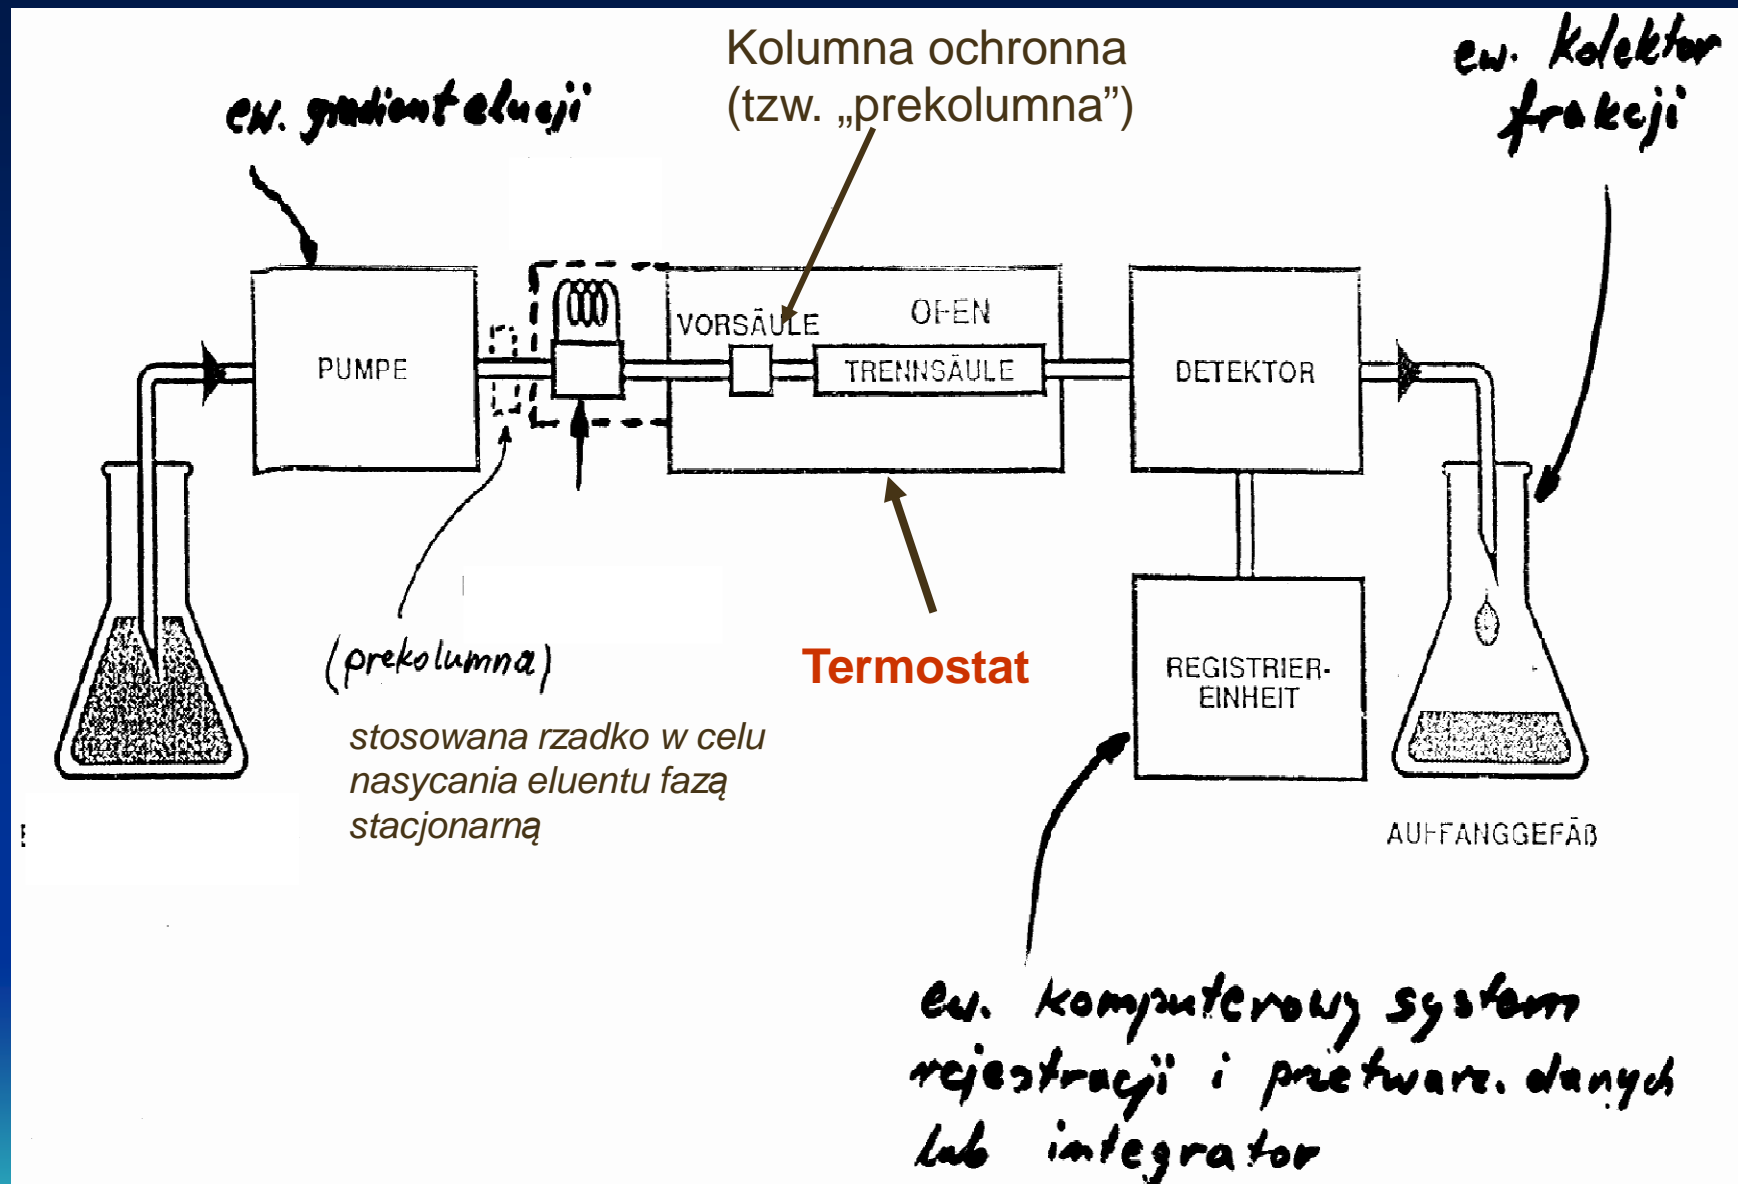 Kolumna ochronna
(tzw. „prekolumna”)
ew. kolektor
frakcji
ew. gradient elucji
PUMPE
VORSÄULE
OFEN
TRENNSÄULE
DETEKTOR
(prekolumna)
stosowana rzadko w celu
nasycania eluentu fazą
stacjonarną
Termostat
REGISTRIER-
EINHEIT
AUFFANGGEFÄß
ew. komputerowy system
rejestracji i przetwarz. danych
lub integrator